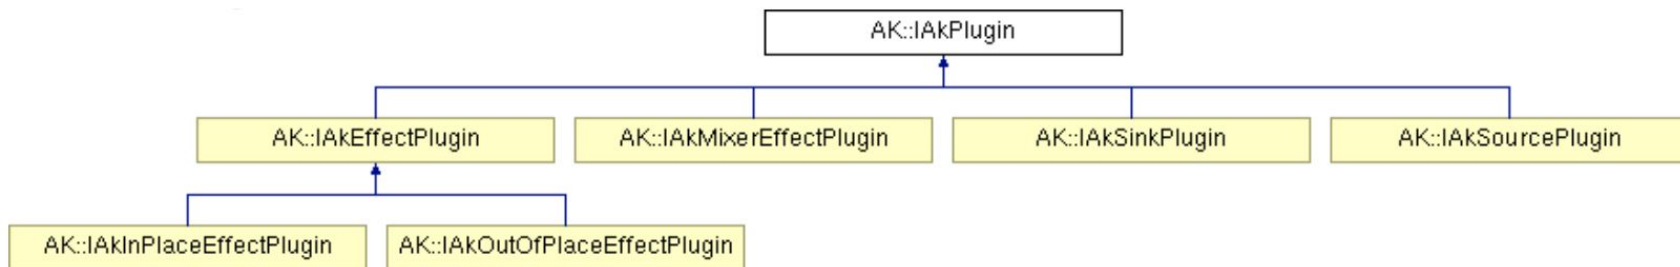 AK::IAkPlugin
AK::IAkEffectPlugin
AK::IAkMixerEffectPlugin
AK::IAkSinkPlugin
AK::IAkSourcePlugin
AK::IAkInPlaceEffectPlugin
AK::IAkOutOfPlaceEffectPlugin